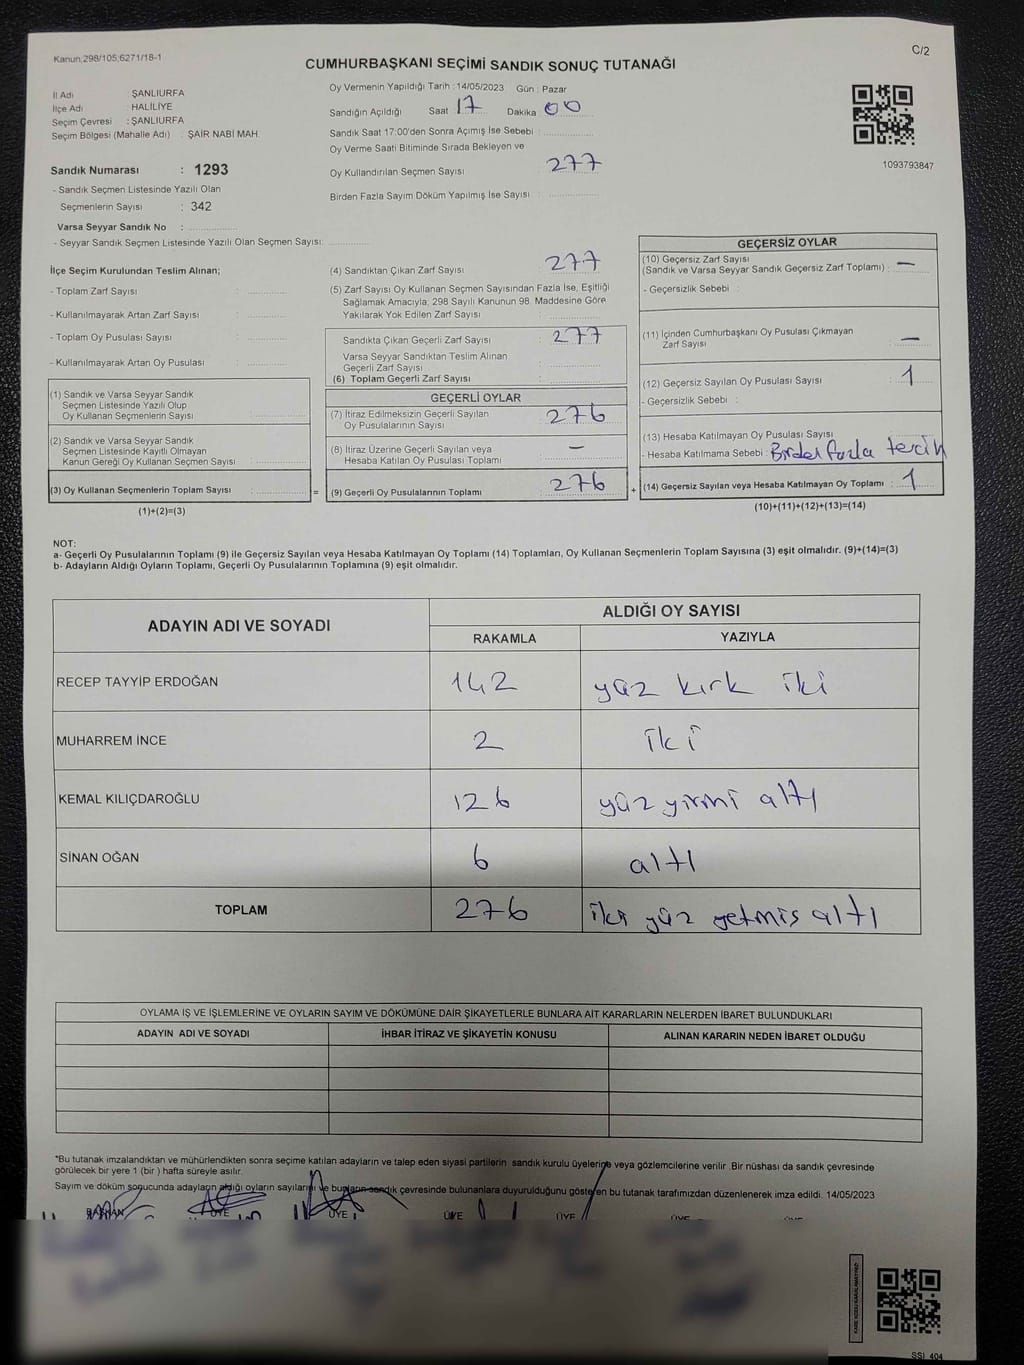 Kanun;298/105;6271/18-1
C/2
CUMHURBAŞKANI SEÇİMİ SANDIK SONUÇ TUTANAĞI
İl Adı : ŞANLIURFA
İlçe Adı : HALİLİYE
Seçim Çevresi : ŞANLIURFA
Seçim Bölgesi (Mahalle Adı) : ŞAİR NABİ MAH.
Sandık Numarası : 1293
- Sandık Seçmen Listesinde Yazılı Olan
Seçmenlerin Sayısı : 342
Varsa Seyyar Sandık No :
- Seyyar Sandık Seçmen Listesinde Yazılı Olan Seçmen Sayısı:
Oy Vermenin Yapıldığı Tarih : 14/05/2023 Gün : Pazar
Sandığın Açıldığı Saat 17 Dakika 00
Sandık Saat 17:00'den Sonra Açımış İse Sebebi :
Oy Verme Saati Bitiminde Sırada Bekleyen ve
Oy Kullandırılan Seçmen Sayısı : 277
Birden Fazla Sayım Döküm Yapılmış İse Sayısı :
1093793847
İlçe Seçim Kurulundan Teslim Alınan;
- Toplam Zarf Sayısı :
- Kullanılmayarak Artan Zarf Sayısı :
- Toplam Oy Pusulası Sayısı :
- Kullanılmayarak Artan Oy Pusulası :
(1) Sandık ve Varsa Seyyar Sandık
Seçmen Listesinde Yazılı Olup
Oy Kullanan Seçmenlerin Sayısı :
(2) Sandık ve Varsa Seyyar Sandık
Seçmen Listesinde Kayıtlı Olmayan
Kanun Gereği Oy Kullanan Seçmen Sayısı :
(3) Oy Kullanan Seçmenlerin Toplam Sayısı :
(1)+(2)=(3)
(4) Sandıktan Çıkan Zarf Sayısı : 277
(5) Zarf Sayısı Oy Kullanan Seçmen Sayısından Fazla İse, Eşitliği
Sağlamak Amacıyla, 298 Sayılı Kanunun 98. Maddesine Göre
Yakılarak Yok Edilen Zarf Sayısı :
Sandıkta Çıkan Geçerli Zarf Sayısı : 277
Varsa Seyyar Sandıktan Teslim Alınan
Geçerli Zarf Sayısı :
(6) Toplam Geçerli Zarf Sayısı :
GEÇERLİ OYLAR
(7) İtiraz Edilmeksizin Geçerli Sayılan
Oy Pusulalarının Sayısı : 276
(8) İtiraz Üzerine Geçerli Sayılan veya
Hesaba Katılan Oy Pusulası Toplamı : —
= (9) Geçerli Oy Pusulalarının Toplamı : 276
GEÇERSİZ OYLAR
(10) Geçersiz Zarf Sayısı
(Sandık ve Varsa Seyyar Sandık Geçersiz Zarf Toplamı) : —
- Geçersizlik Sebebi :
(11) İçinden Cumhurbaşkanı Oy Pusulası Çıkmayan
Zarf Sayısı : —
(12) Geçersiz Sayılan Oy Pusulası Sayısı : 1
- Geçersizlik Sebebi :
(13) Hesaba Katılmayan Oy Pusulası Sayısı
- Hesaba Katılmama Sebebi : Birden fazla tercih
+ (14) Geçersiz Sayılan veya Hesaba Katılmayan Oy Toplamı : 1
(10)+(11)+(12)+(13)=(14)
NOT:
a- Geçerli Oy Pusulalarının Toplamı (9) ile Geçersiz Sayılan veya Hesaba Katılmayan Oy Toplamı (14) Toplamları, Oy Kullanan Seçmenlerin Toplam Sayısına (3) eşit olmalıdır. (9)+(14)=(3)
b- Adayların Aldığı Oyların Toplamı, Geçerli Oy Pusulalarının Toplamına (9) eşit olmalıdır.
ADAYIN ADI VE SOYADI ALDIĞI OY SAYISI
RAKAMLA YAZIYLA
RECEP TAYYİP ERDOĞAN 142 yüz kırk iki
MUHARREM İNCE 2 iki
KEMAL KILIÇDAROĞLU 126 yüz yirmi altı
SİNAN OĞAN 6 altı
TOPLAM 276 iki yüz yetmiş altı
OYLAMA İŞ VE İŞLEMLERİNE VE OYLARIN SAYIM VE DÖKÜMÜNE DAİR ŞİKAYETLERLE BUNLARA AİT KARARLARIN NELERDEN İBARET BULUNDUKLARI
ADAYIN ADI VE SOYADI İHBAR İTİRAZ VE ŞİKAYETİN KONUSU ALINAN KARARIN NEDEN İBARET OLDUĞU
*Bu tutanak imzalandıktan ve mühürlendikten sonra seçime katılan adayların ve talep eden siyasi partilerin sandık kurulu üyelerine veya gözlemcilerine verilir .Bir nüshası da sandık çevresinde
görülecek bir yere 1 (bir ) hafta süreyle asılır.
Sayım ve döküm sonucunda adayların aldığı oyların sayılarını ve bunların sandık çevresinde bulunanlara duyurulduğunu gösteren bu tutanak tarafımızdan düzenlenerek imza edildi. 14/05/2023
BAŞKAN ÜYE ÜYE ÜYE ÜYE ÜYE ÜYE
SSI_404